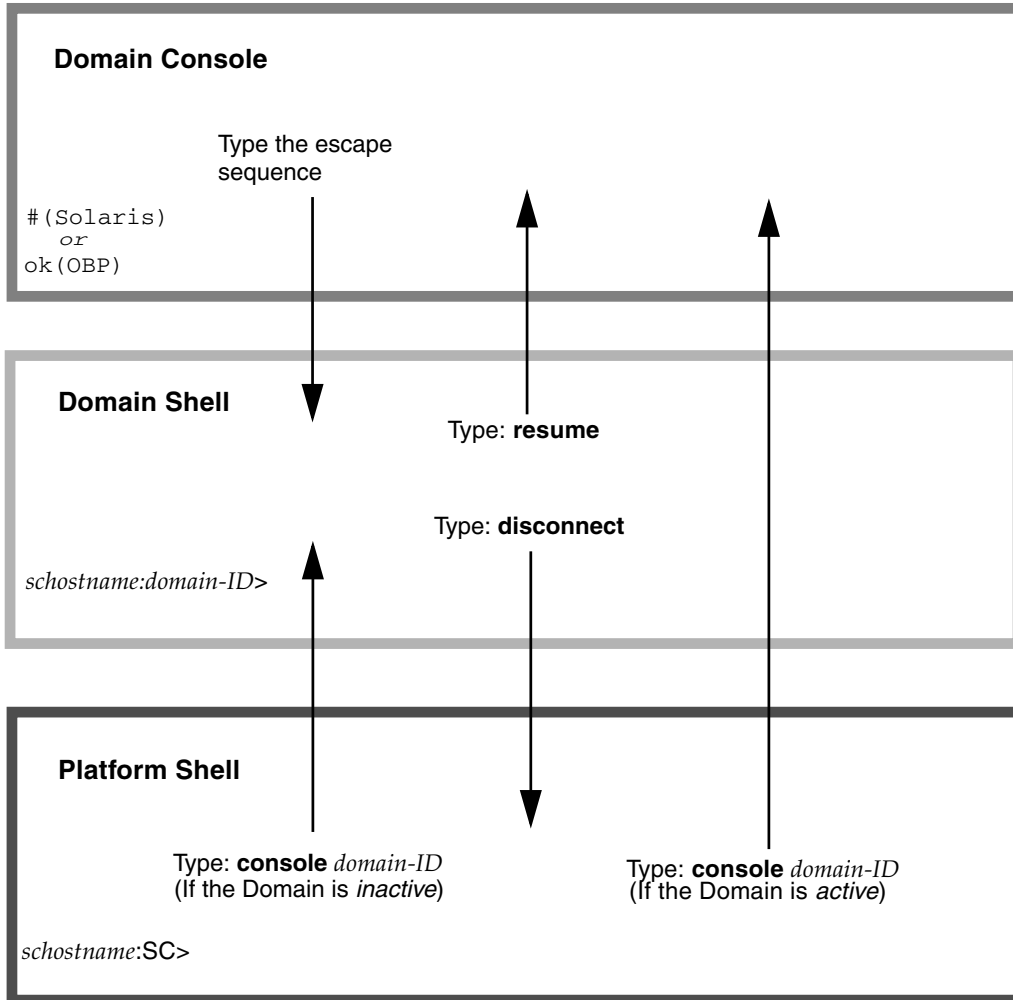 Domain Console
Type the escape
sequence
#(Solaris)
or
ok(OBP)
Domain Shell
Type: resume
Type: disconnect
schostname:domain-ID>
Platform Shell
Type: console domain-ID
(If the Domain is inactive)
Type: console domain-ID
(If the Domain is active)
schostname:SC>